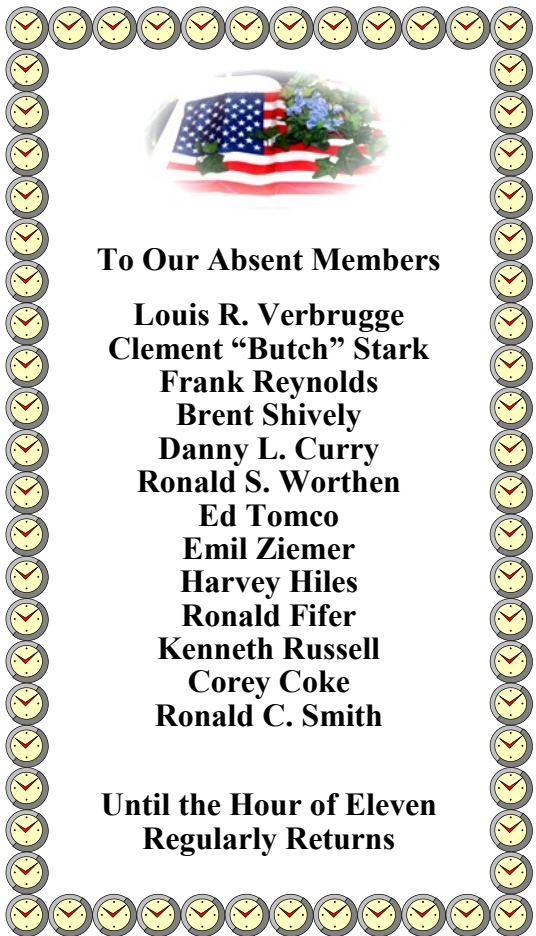 To Our Absent Members
Louis R. Verbrugge
Clement “Butch” Stark
Frank Reynolds
Brent Shively
Danny L. Curry
Ronald S. Worthen
Ed Tomco
Emil Ziemer
Harvey Hiles
Ronald Fifer
Kenneth Russell
Corey Coke
Ronald C. Smith
Until the Hour of Eleven
Regularly Returns